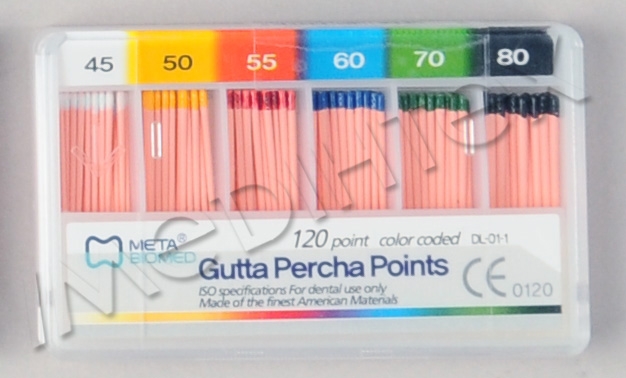 45 50 55 60 70 80
120 point color coded DL-01-1
META
BIOMED
Gutta Percha Points
CE 0120
ISO specifications For dental use only
Made of the finest American Materials
MEDIHTEK